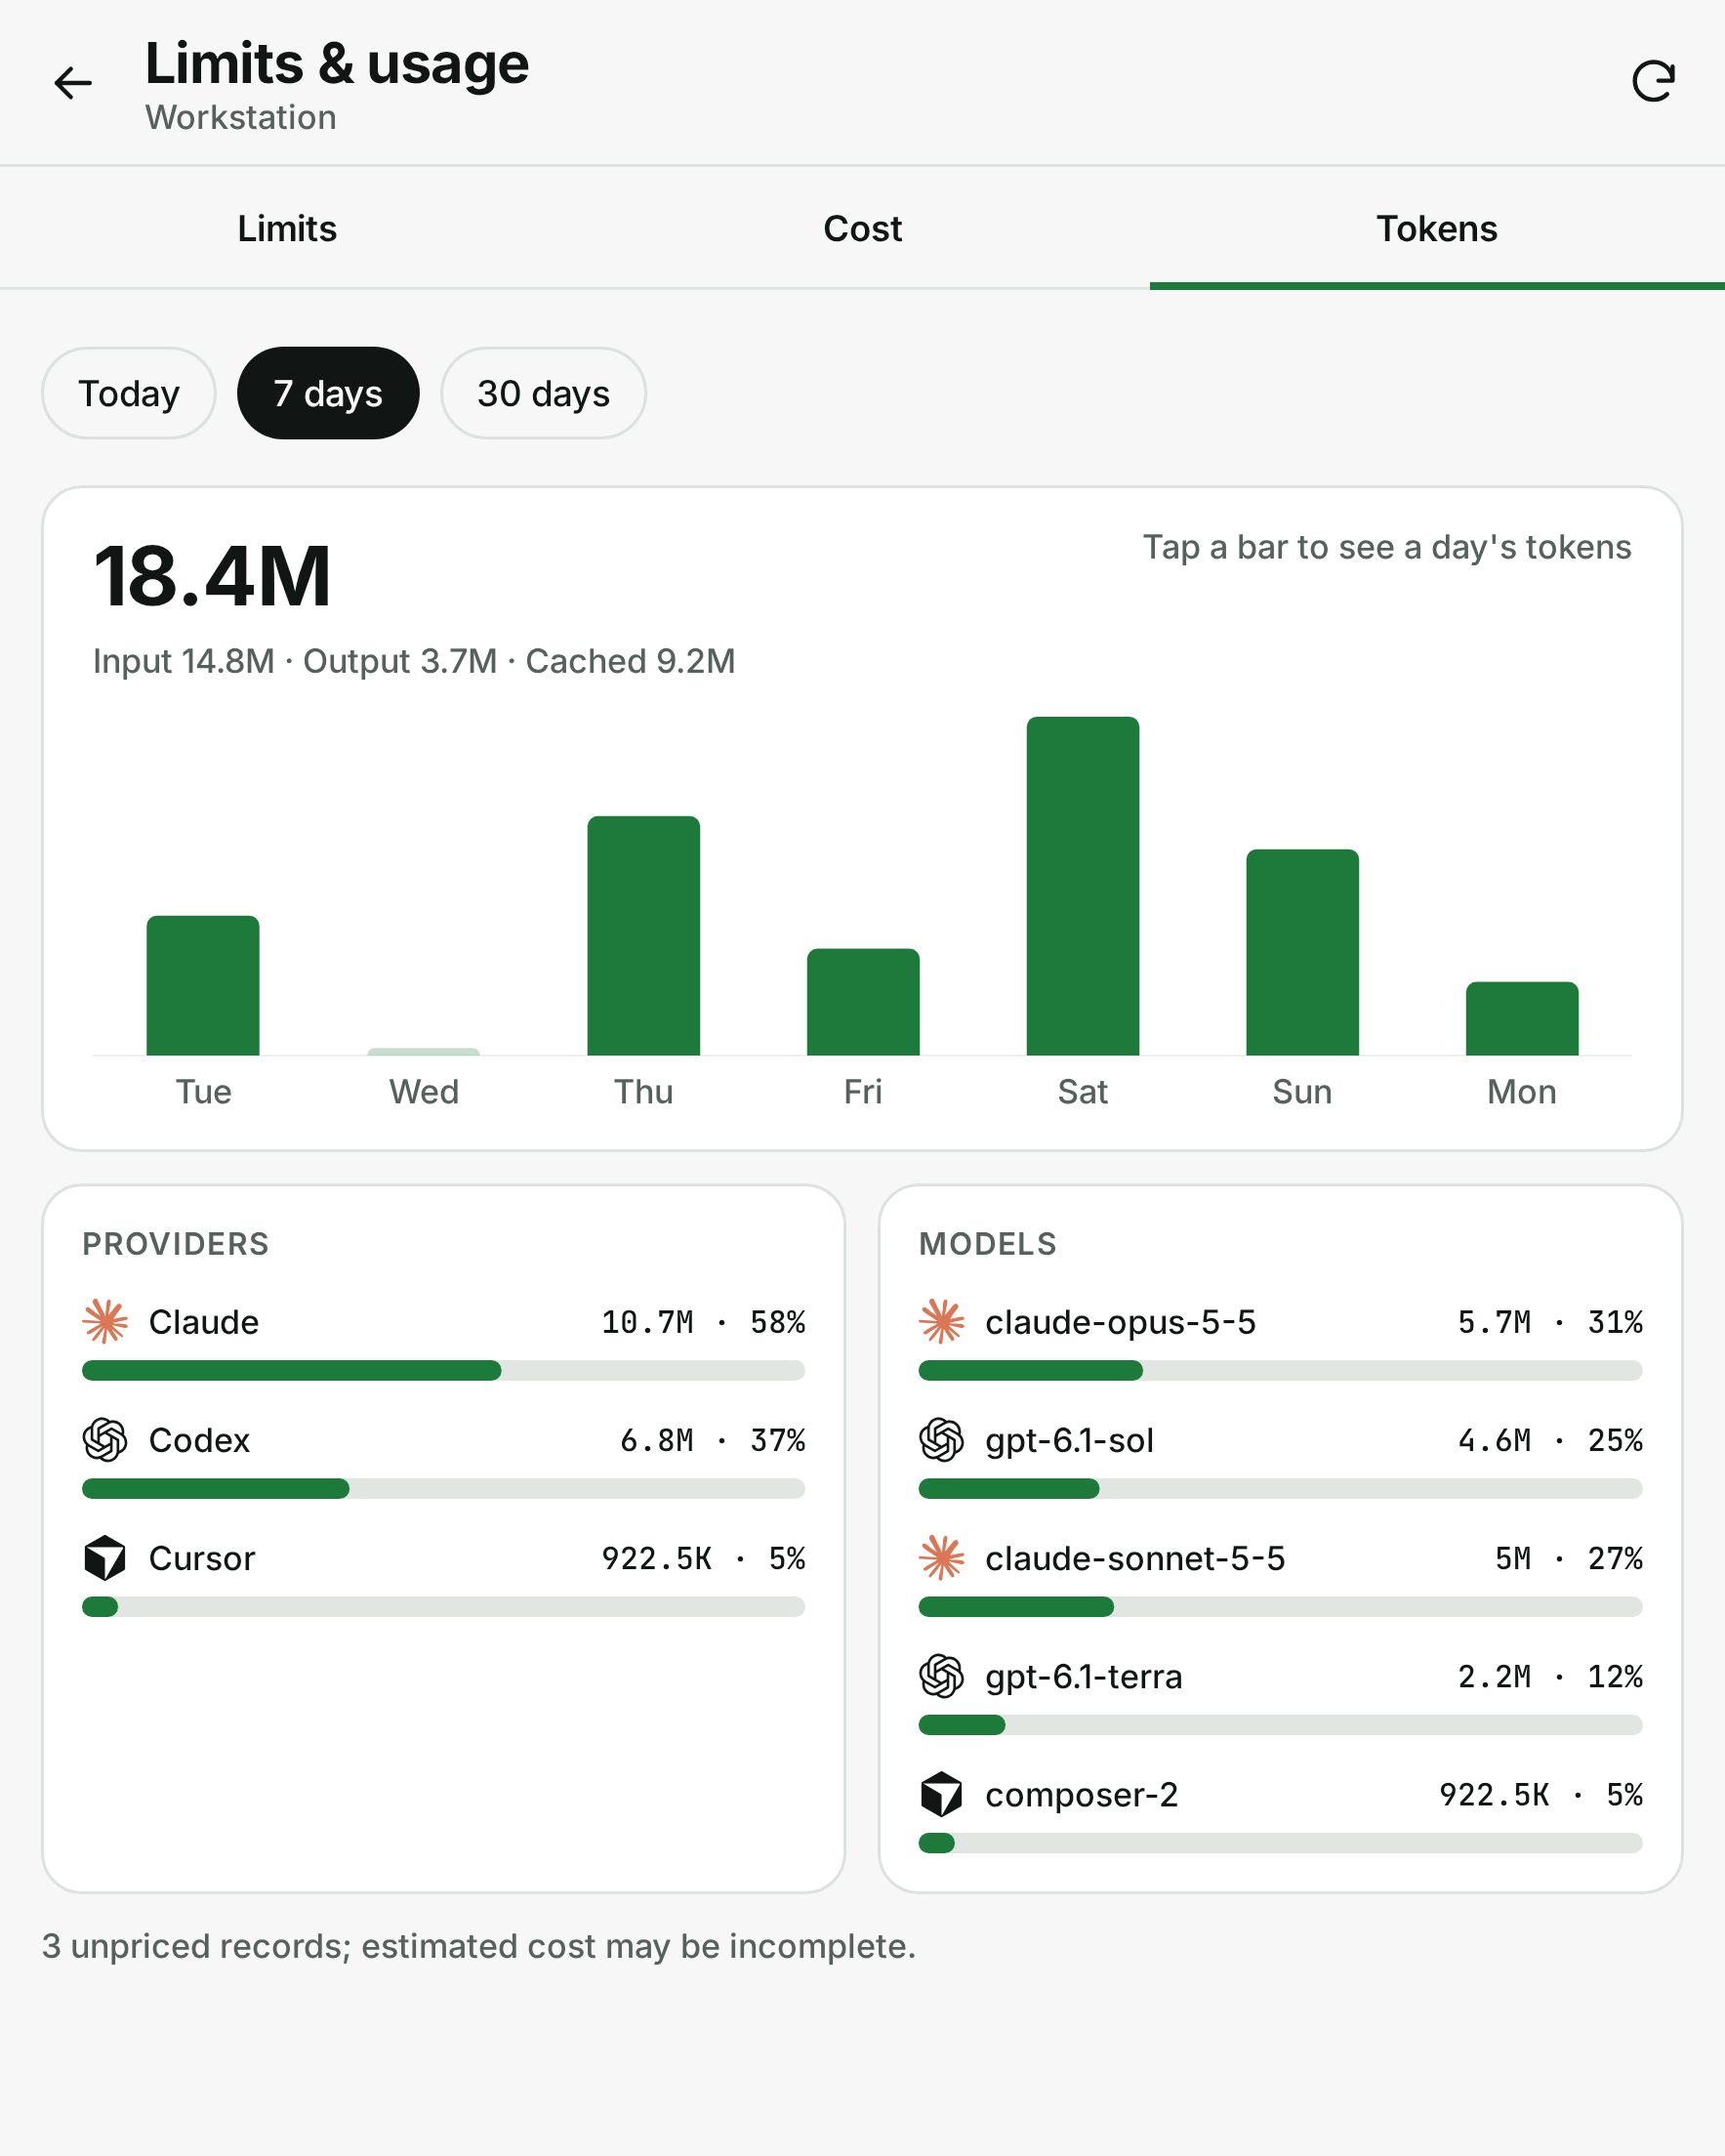 Limits & usage
Workstation
Limits
Cost
Tokens
Today
7 days
30 days
18.4M
Tap a bar to see a day's tokens
Input 14.8M · Output 3.7M · Cached 9.2M
Tue
Wed
Thu
Fri
Sat
Sun
Mon
PROVIDERS
Claude 10.7M · 58%
Codex 6.8M · 37%
Cursor 922.5K · 5%
MODELS
claude-opus-5-5 5.7M · 31%
gpt-6.1-sol 4.6M · 25%
claude-sonnet-5-5 5M · 27%
gpt-6.1-terra 2.2M · 12%
composer-2 922.5K · 5%
3 unpriced records; estimated cost may be incomplete.